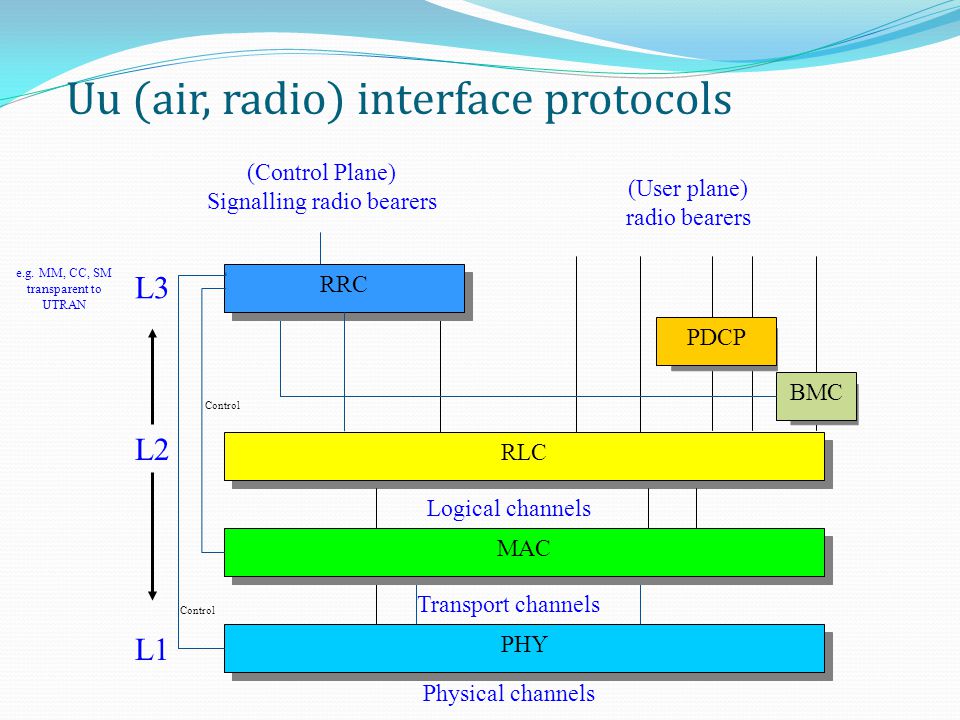 Uu (air, radio) interface protocols
(Control Plane)
Signalling radio bearers
(User plane)
radio bearers
e.g. MM, CC, SM
transparent to
UTRAN
L3
RRC
PDCP
BMC
Control
L2
RLC
Logical channels
MAC
Transport channels
Control
L1
PHY
Physical channels